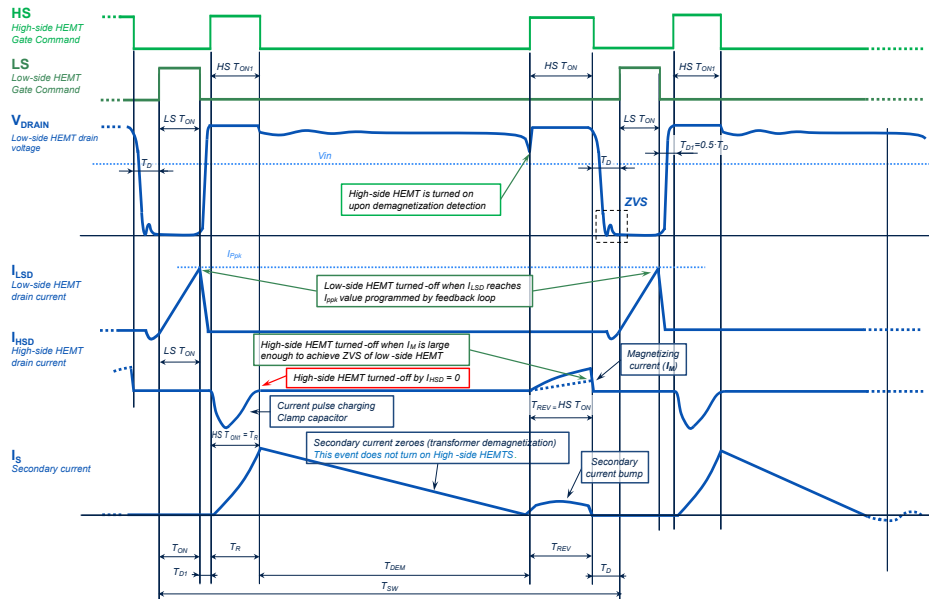 HS
High-side HEMT
Gate Command
HS TON1
HS TON
HS TON1
LS
Low-side HEMT
Gate Command
LS TON
LS TON
VDRAIN
Low-side HEMT drain
voltage
TD
Vin
TD
TD1=0.5·TD
High-side HEMT is turned on
upon demagnetization detection
ZVS
IPpk
ILSD
Low-side HEMT
drain current
Low-side HEMT turned-off when ILSD reaches
Ippk value programmed by feedback loop
IHSD
High-side HEMT
drain current
LS TON
High-side HEMT turned-off when IM is large
enough to achieve ZVS of low-side HEMT
Magnetizing
current (IM)
High-side HEMT turned-off by IHSD = 0
Current pulse charging
Clamp capacitor
TREV = HS TON
HS TON1 = TR
IS
Secondary current
Secondary current zeroes (transformer demagnetization)
This event does not turn on High -side HEMTS.
Secondary
current bump
TON
TR
TDEM
TREV
TD1
TD
TSW